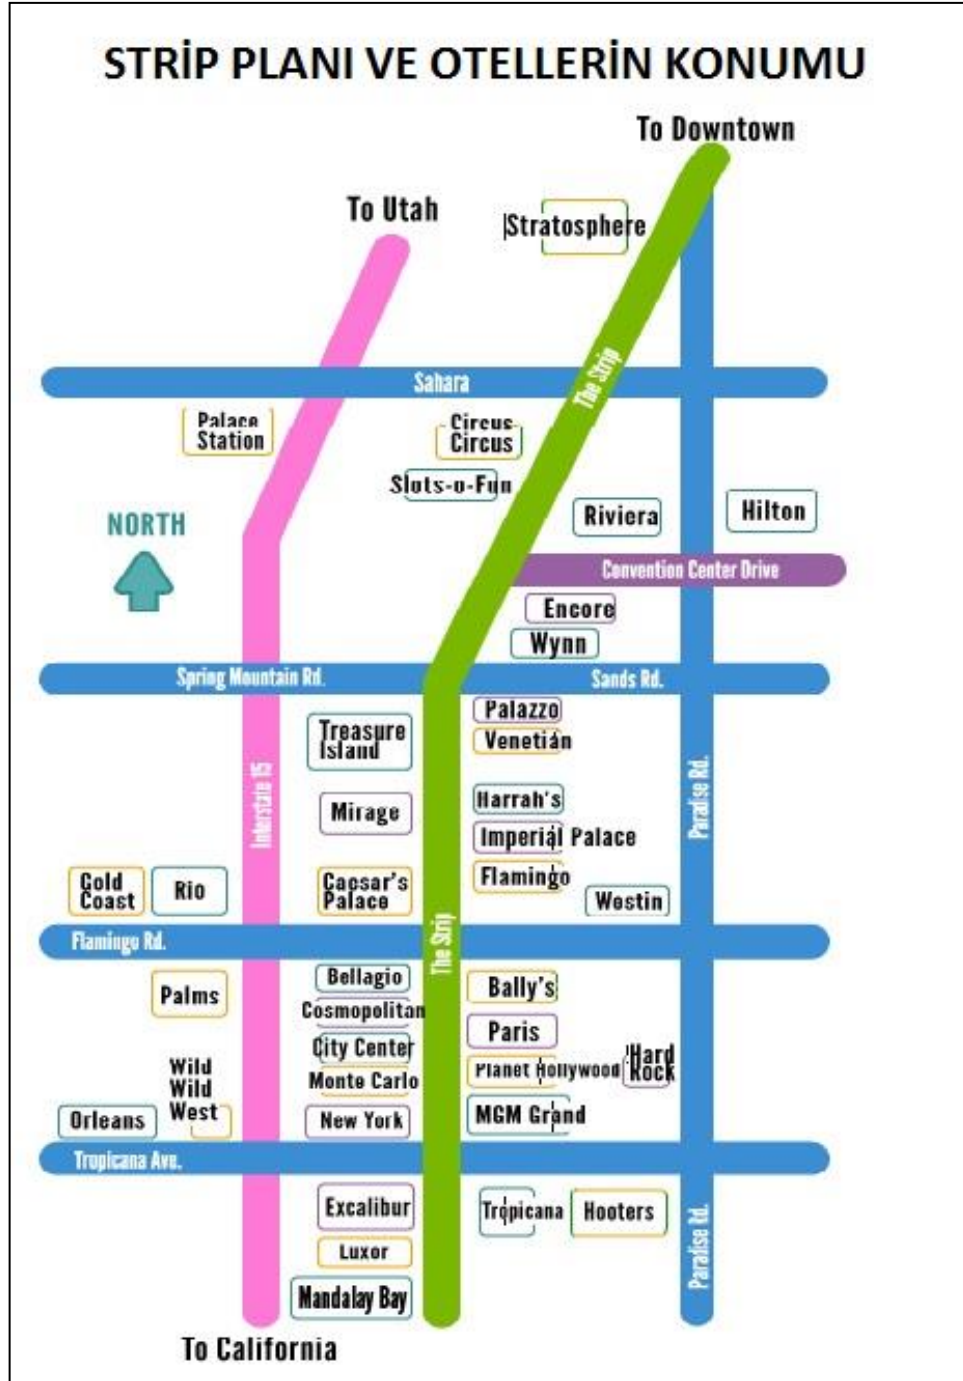 STRİP PLANI VE OTELLERİN KONUMU
To Downtown
To Utah
Stratosphere
The Strip
Sahara
Palace
Station
Circus
Circus
Slots-o-Fun
Riviera
Hilton
NORTH
Convention Center Drive
Encore
Wynn
Spring Mountain Rd.
Sands Rd.
Palazzo
Treasure
Island
Venetian
Interstate 15
Paradise Rd.
Mirage
Harrah's
Imperial Palace
Gold
Coast
Rio
Caesar's
Palace
Flamingo
Westin
Flamingo Rd.
The Strip
Palms
Bellagio
Bally's
Cosmopolitan
Paris
City Center
Hard
Rock
Wild
Wild
West
Monte Carlo
Planet Hollywood
Orleans
New York
MGM Grand
Tropicana Ave.
Excalibur
Tropicana
Hooters
Paradise Rd.
Luxor
Mandalay Bay
To California